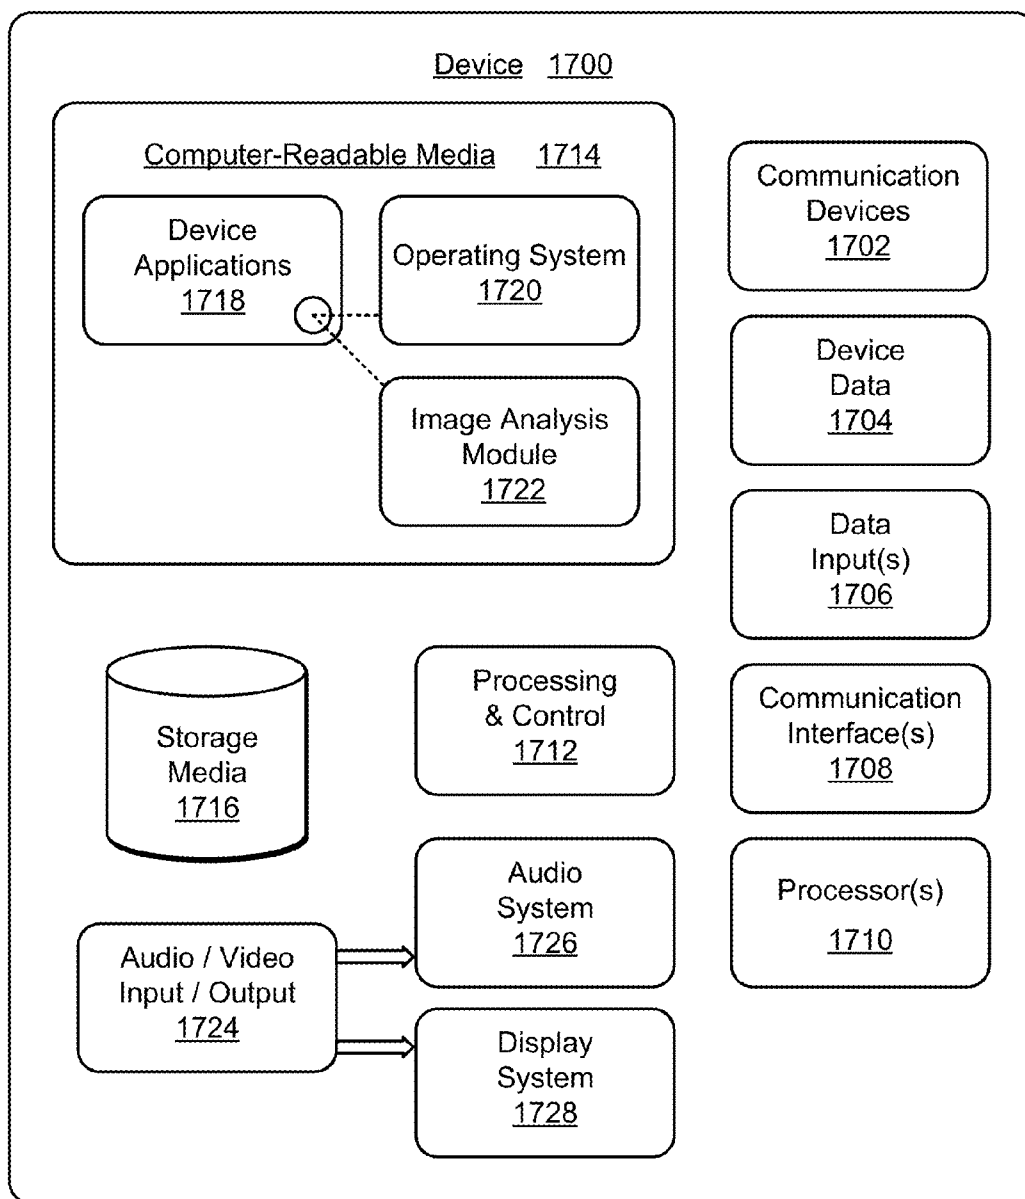 Device 1700
Computer-Readable Media 1714
Device
Applications
1718
Operating System
1720
Image Analysis
Module
1722
Communication
Devices
1702
Device
Data
1704
Data
Input(s)
1706
Communication
Interface(s)
1708
Processor(s)
1710
Processing
& Control
1712
Storage
Media
1716
Audio / Video
Input / Output
1724
Audio
System
1726
Display
System
1728